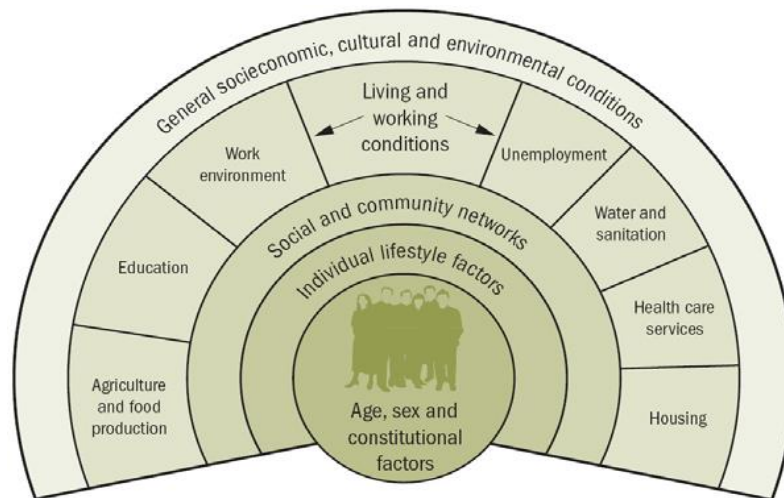 General socieconomic, cultural and environmental conditions
Living and
working
conditions
Work
environment
Unemployment
Education
Water and
sanitation
Agriculture
and food
production
Health care
services
Housing
Social and community networks
Individual lifestyle factors
Age, sex and
constitutional
factors